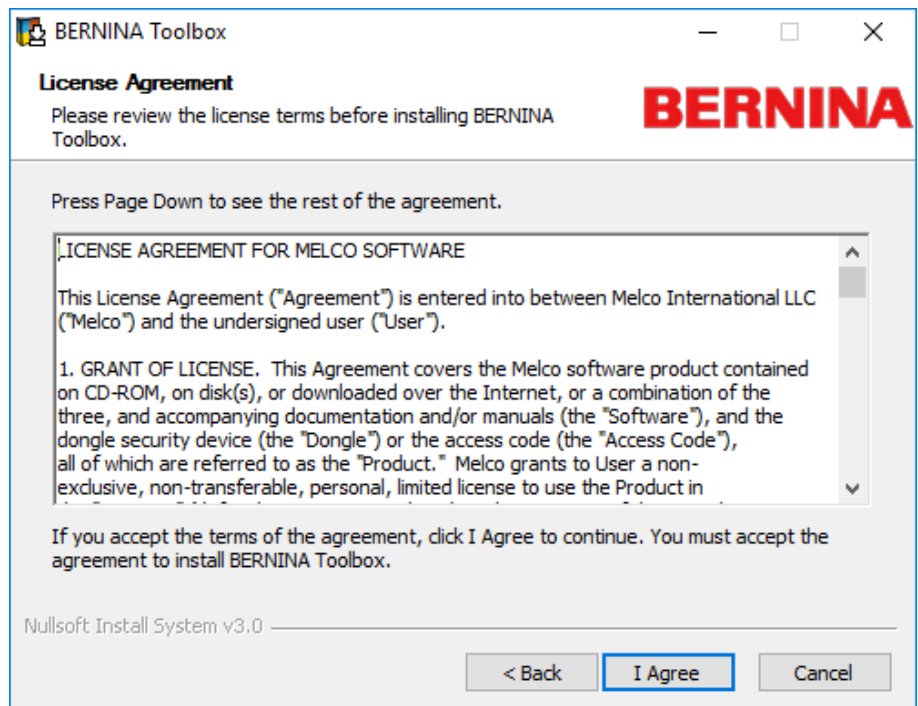 BERNINA Toolbox
License Agreement
Please review the license terms before installing BERNINA
Toolbox.
BERNINA
Press Page Down to see the rest of the agreement.
LICENSE AGREEMENT FOR MELCO SOFTWARE
This License Agreement ("Agreement") is entered into between Melco International LLC
("Melco") and the undersigned user ("User").
1. GRANT OF LICENSE.  This Agreement covers the Melco software product contained
on CD-ROM, on disk(s), or downloaded over the Internet, or a combination of the
three, and accompanying documentation and/or manuals (the "Software"), and the
dongle security device (the "Dongle") or the access code (the "Access Code"),
all of which are referred to as the "Product."  Melco grants to User a non-
exclusive, non-transferable, personal, limited license to use the Product in
If you accept the terms of the agreement, click I Agree to continue. You must accept the
agreement to install BERNINA Toolbox.
Nullsoft Install System v3.0
< Back
I Agree
Cancel